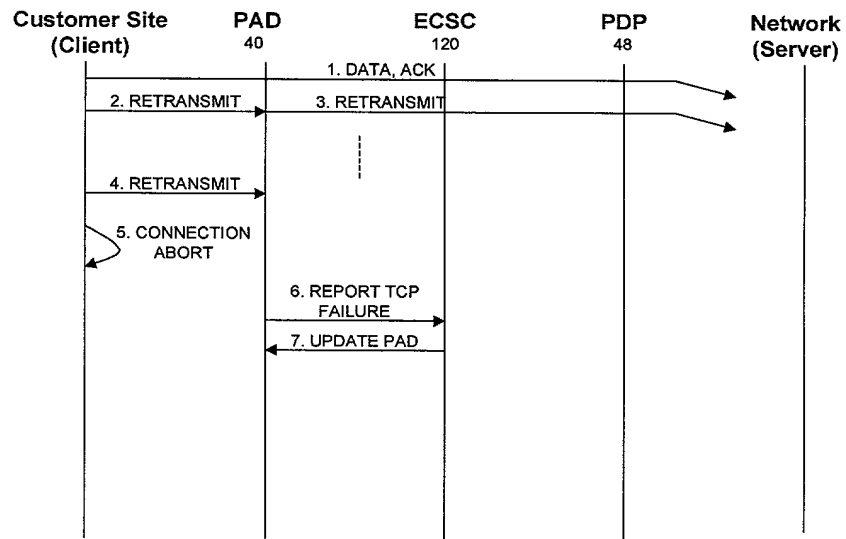 Customer Site
(Client)
PAD
40
ECSC
120
PDP
48
Network
(Server)
1. DATA, ACK
2. RETRANSMIT
3. RETRANSMIT
4. RETRANSMIT
5. CONNECTION
ABORT
6. REPORT TCP
FAILURE
7. UPDATE PAD